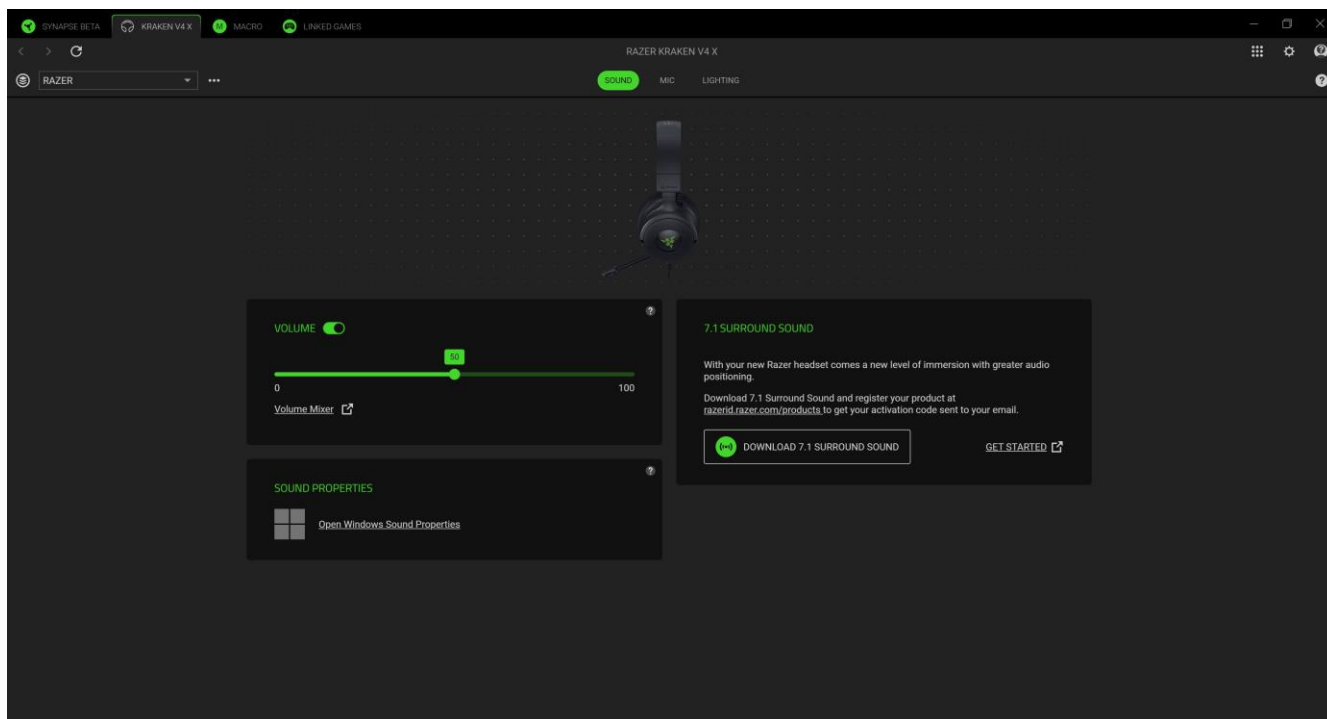 SYNAPSE BETA
KRAKEN V4 X
M
MACRO
LINKED GAMES
RAZER KRAKEN V4 X
RAZER
SOUND
MIC
LIGHTING
?
VOLUME
?
50
0
100
Volume Mixer
SOUND PROPERTIES
?
Open Windows Sound Properties
7.1 SURROUND SOUND
With your new Razer headset comes a new level of immersion with greater audio
positioning.
Download 7.1 Surround Sound and register your product at
razerid.razer.com/products to get your activation code sent to your email.
DOWNLOAD 7.1 SURROUND SOUND
GET STARTED